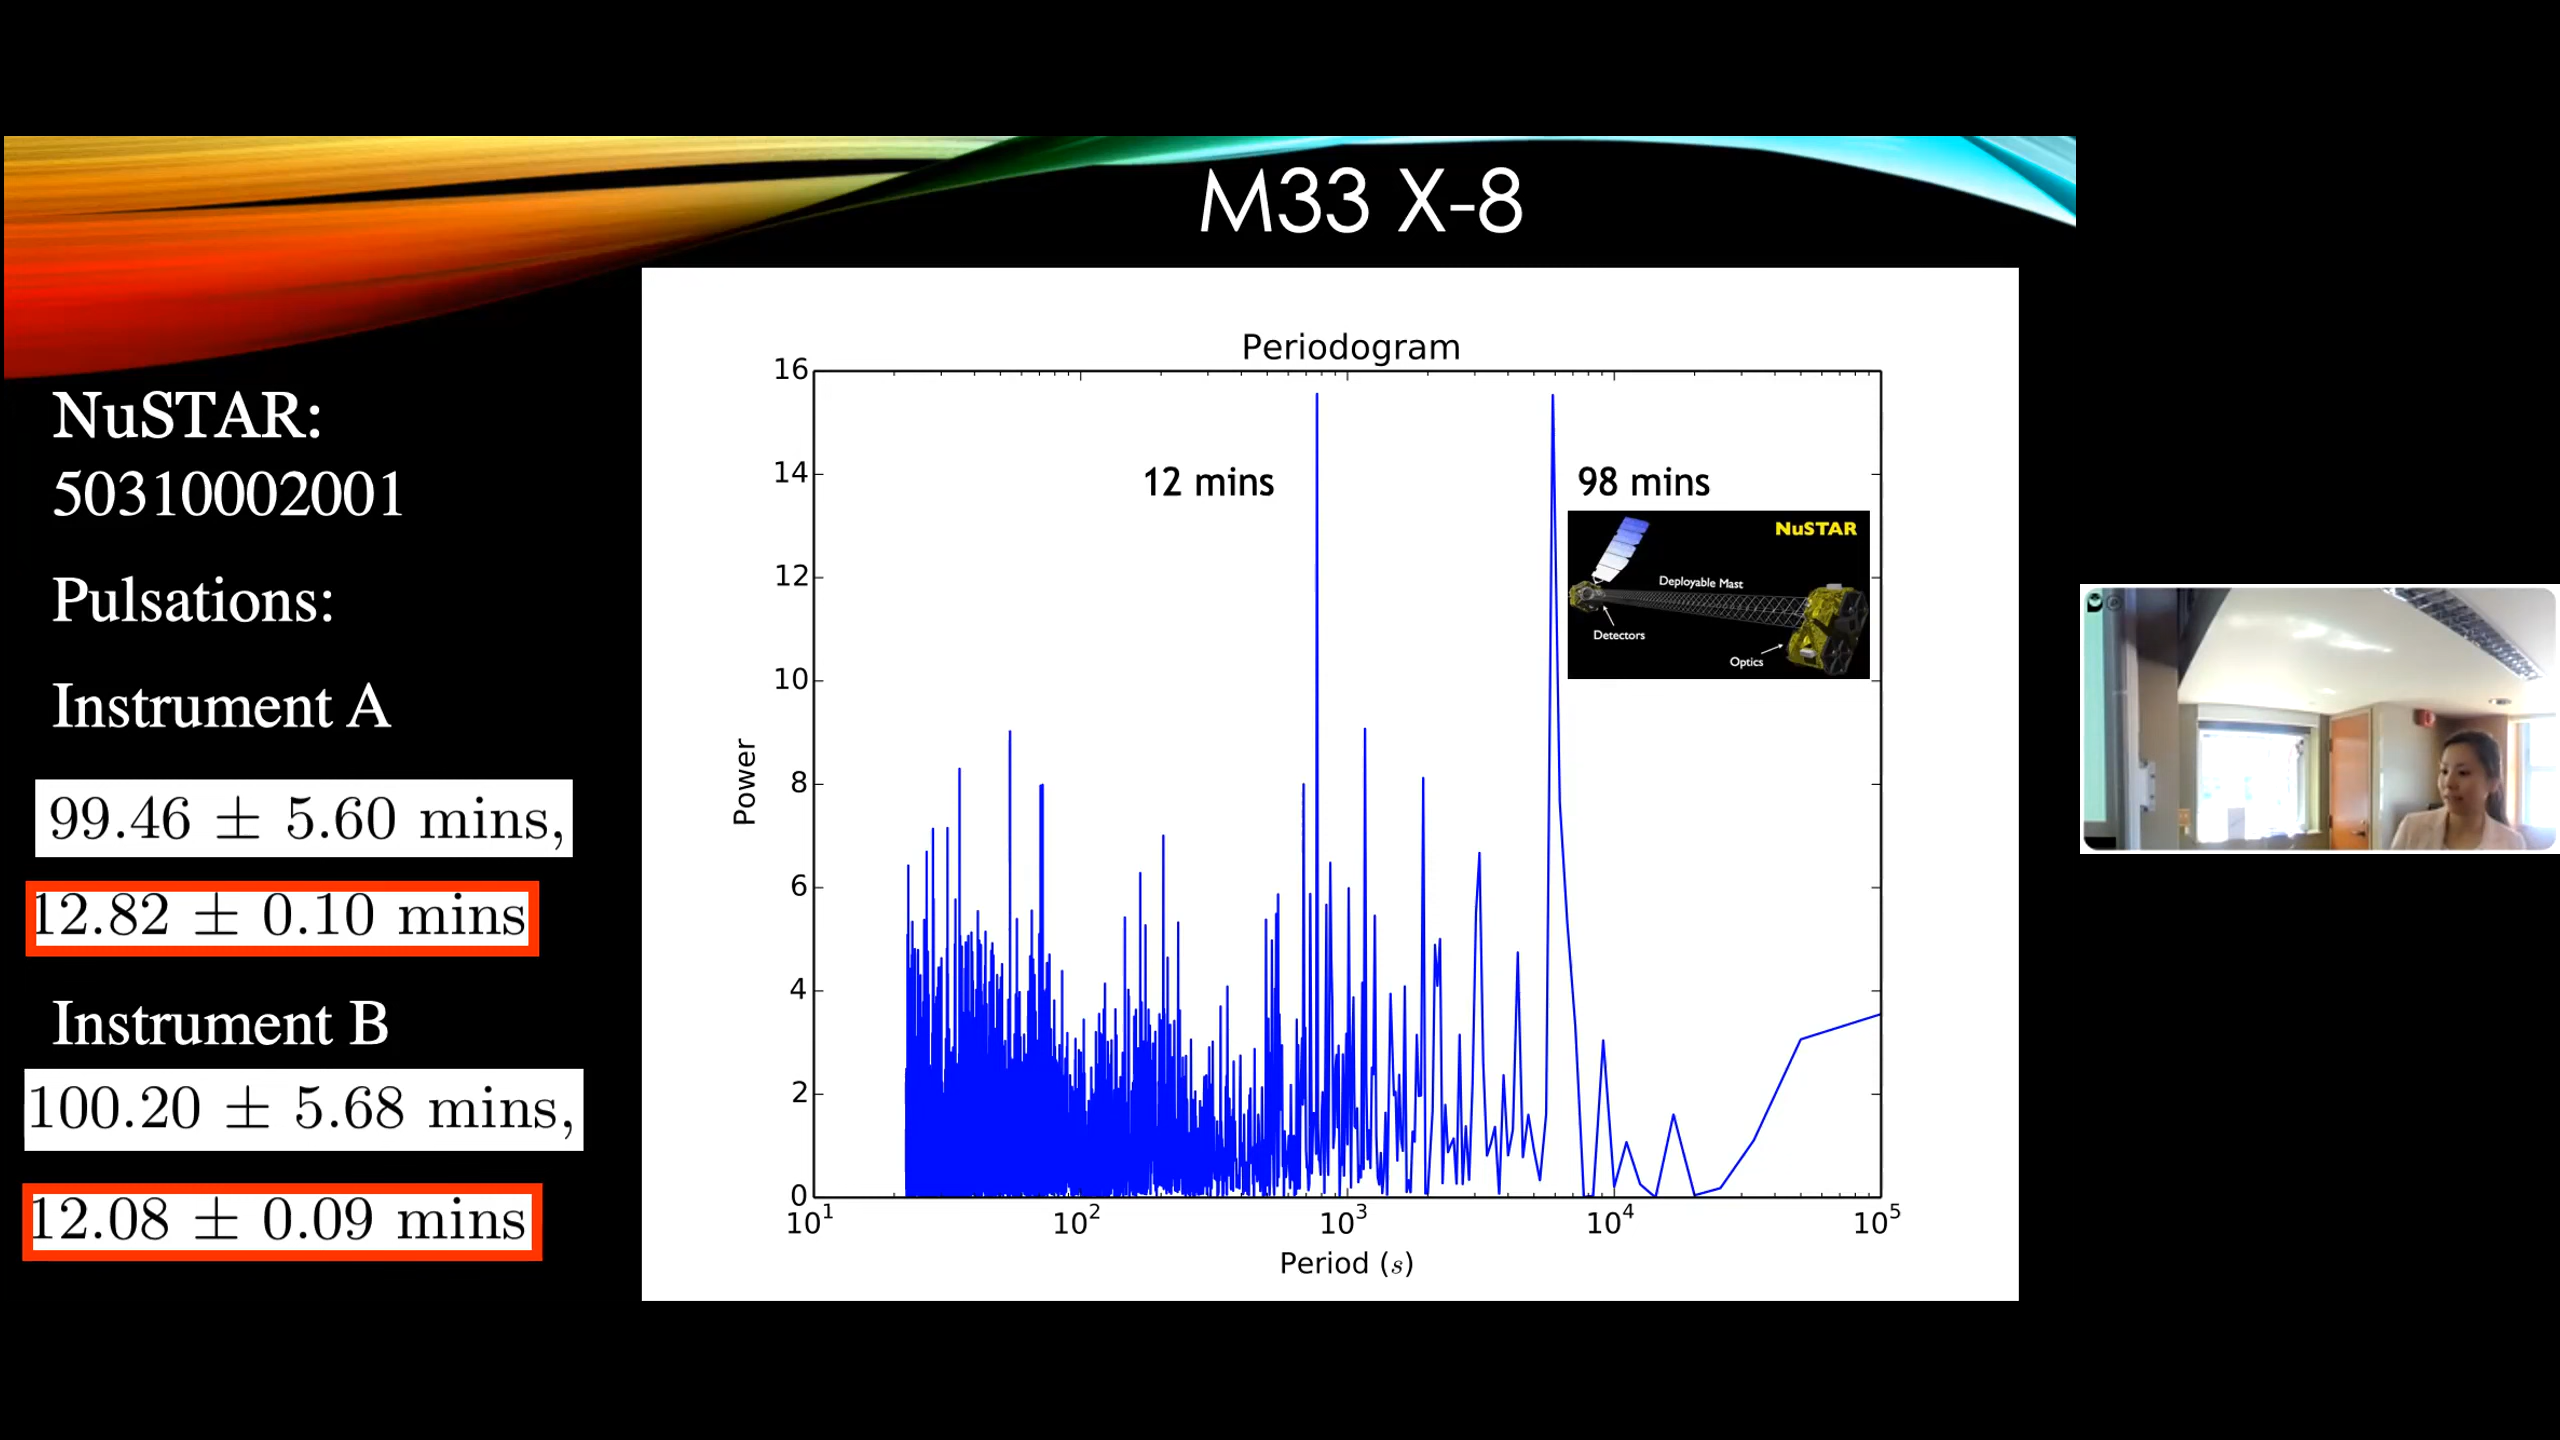 M33 X-8
NuSTAR:
50310002001
Pulsations:
Instrument A
99.46 ± 5.60 mins,
12.82 ± 0.10 mins
Instrument B
100.20 ± 5.68 mins,
12.08 ± 0.09 mins
Periodogram
16
14
12
10
8
6
4
2
0
Power
12 mins
98 mins
NuSTAR
Deployable Mast
Detectors
Optics
10¹ 10² 10³ 10⁴ 10⁵
Period (s)